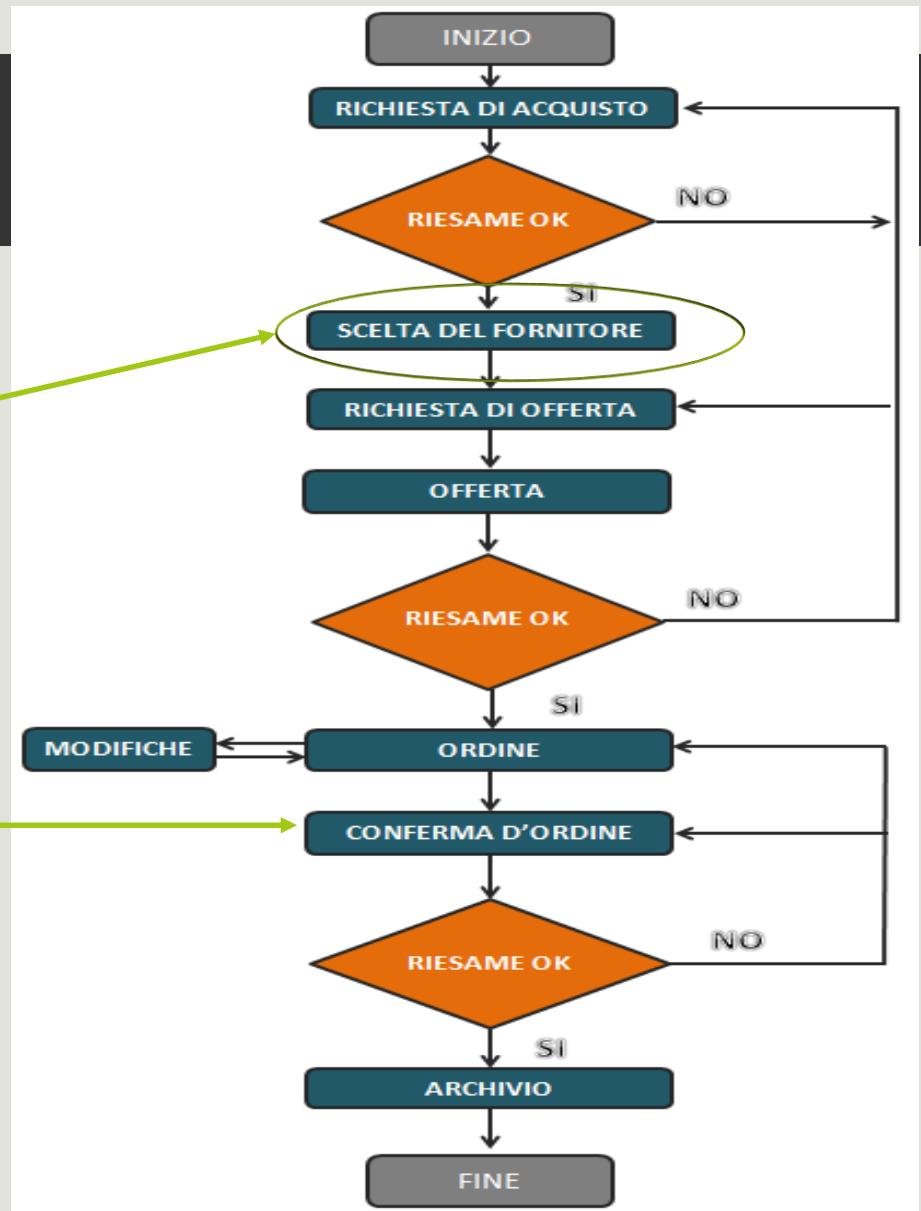 INIZIO
RICHIESTA DI ACQUISTO
RIESAME OK
NO
SI
SCELTA DEL FORNITORE
RICHIESTA DI OFFERTA
OFFERTA
RIESAME OK
NO
SI
MODIFICHE
ORDINE
CONFERMA D’ORDINE
RIESAME OK
NO
SI
ARCHIVIO
FINE